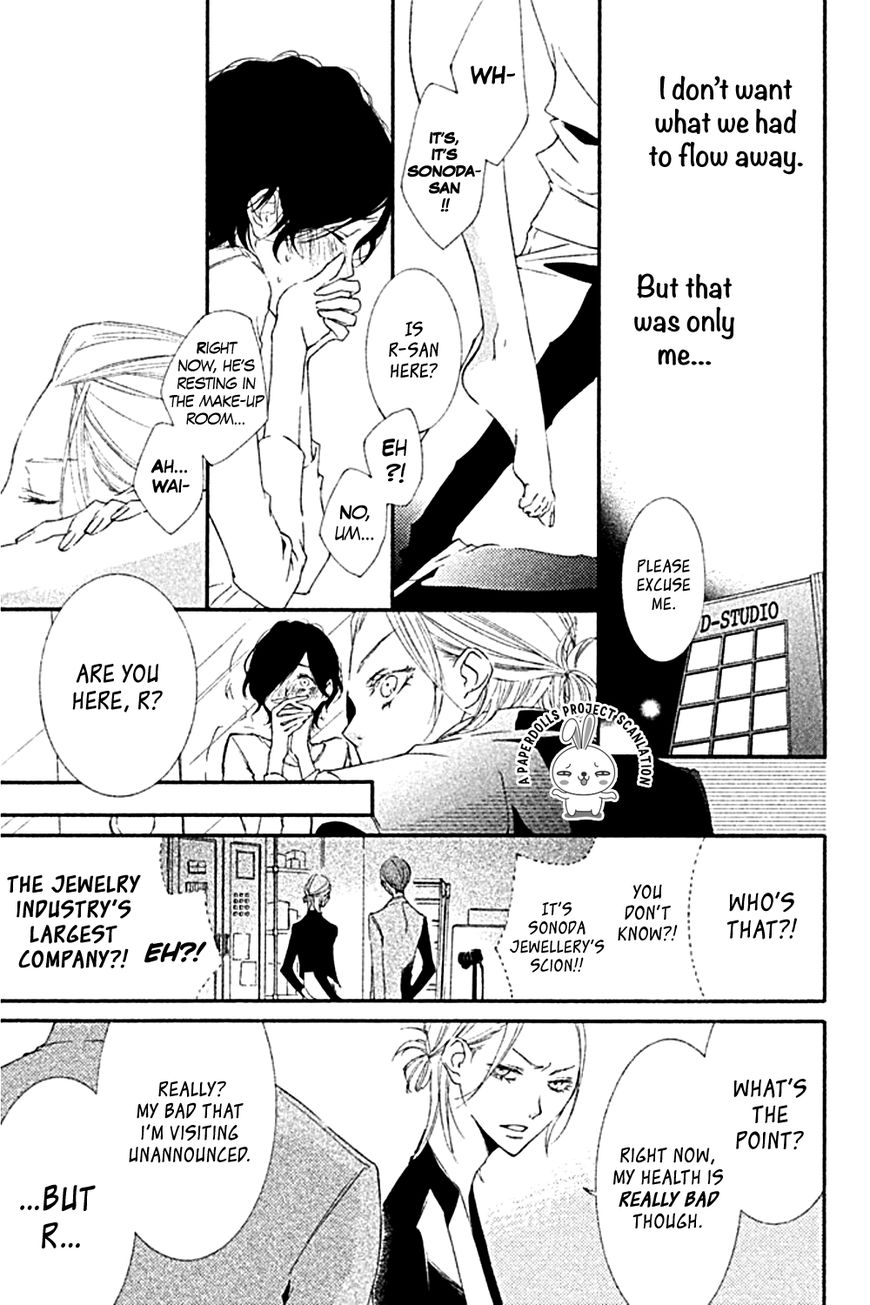 I don't want
what we had
to flow away.
But that
was only
me...
PLEASE
EXCUSE
ME.
D-STUDIO
WH-
IT'S,
IT'S
SONODA-
SAN
!!
IS
R-SAN
HERE?
EH
?!
NO,
UM...
RIGHT
NOW, HE'S
RESTING IN
THE MAKE-UP
ROOM...
AH...
WAI-
ARE YOU
HERE, R?
A PAPERDOLLS PROJECT SCANLATION
WHO'S
THAT?!
YOU
DON'T
KNOW?!
IT'S
SONODA
JEWELLERY'S
SCION!!
EH?!
THE JEWELRY
INDUSTRY'S
LARGEST
COMPANY?!
WHAT'S
THE
POINT?
RIGHT NOW,
MY HEALTH IS
REALLY BAD
THOUGH.
REALLY?
MY BAD THAT
I'M VISITING
UNANNOUNCED.
...BUT
R...